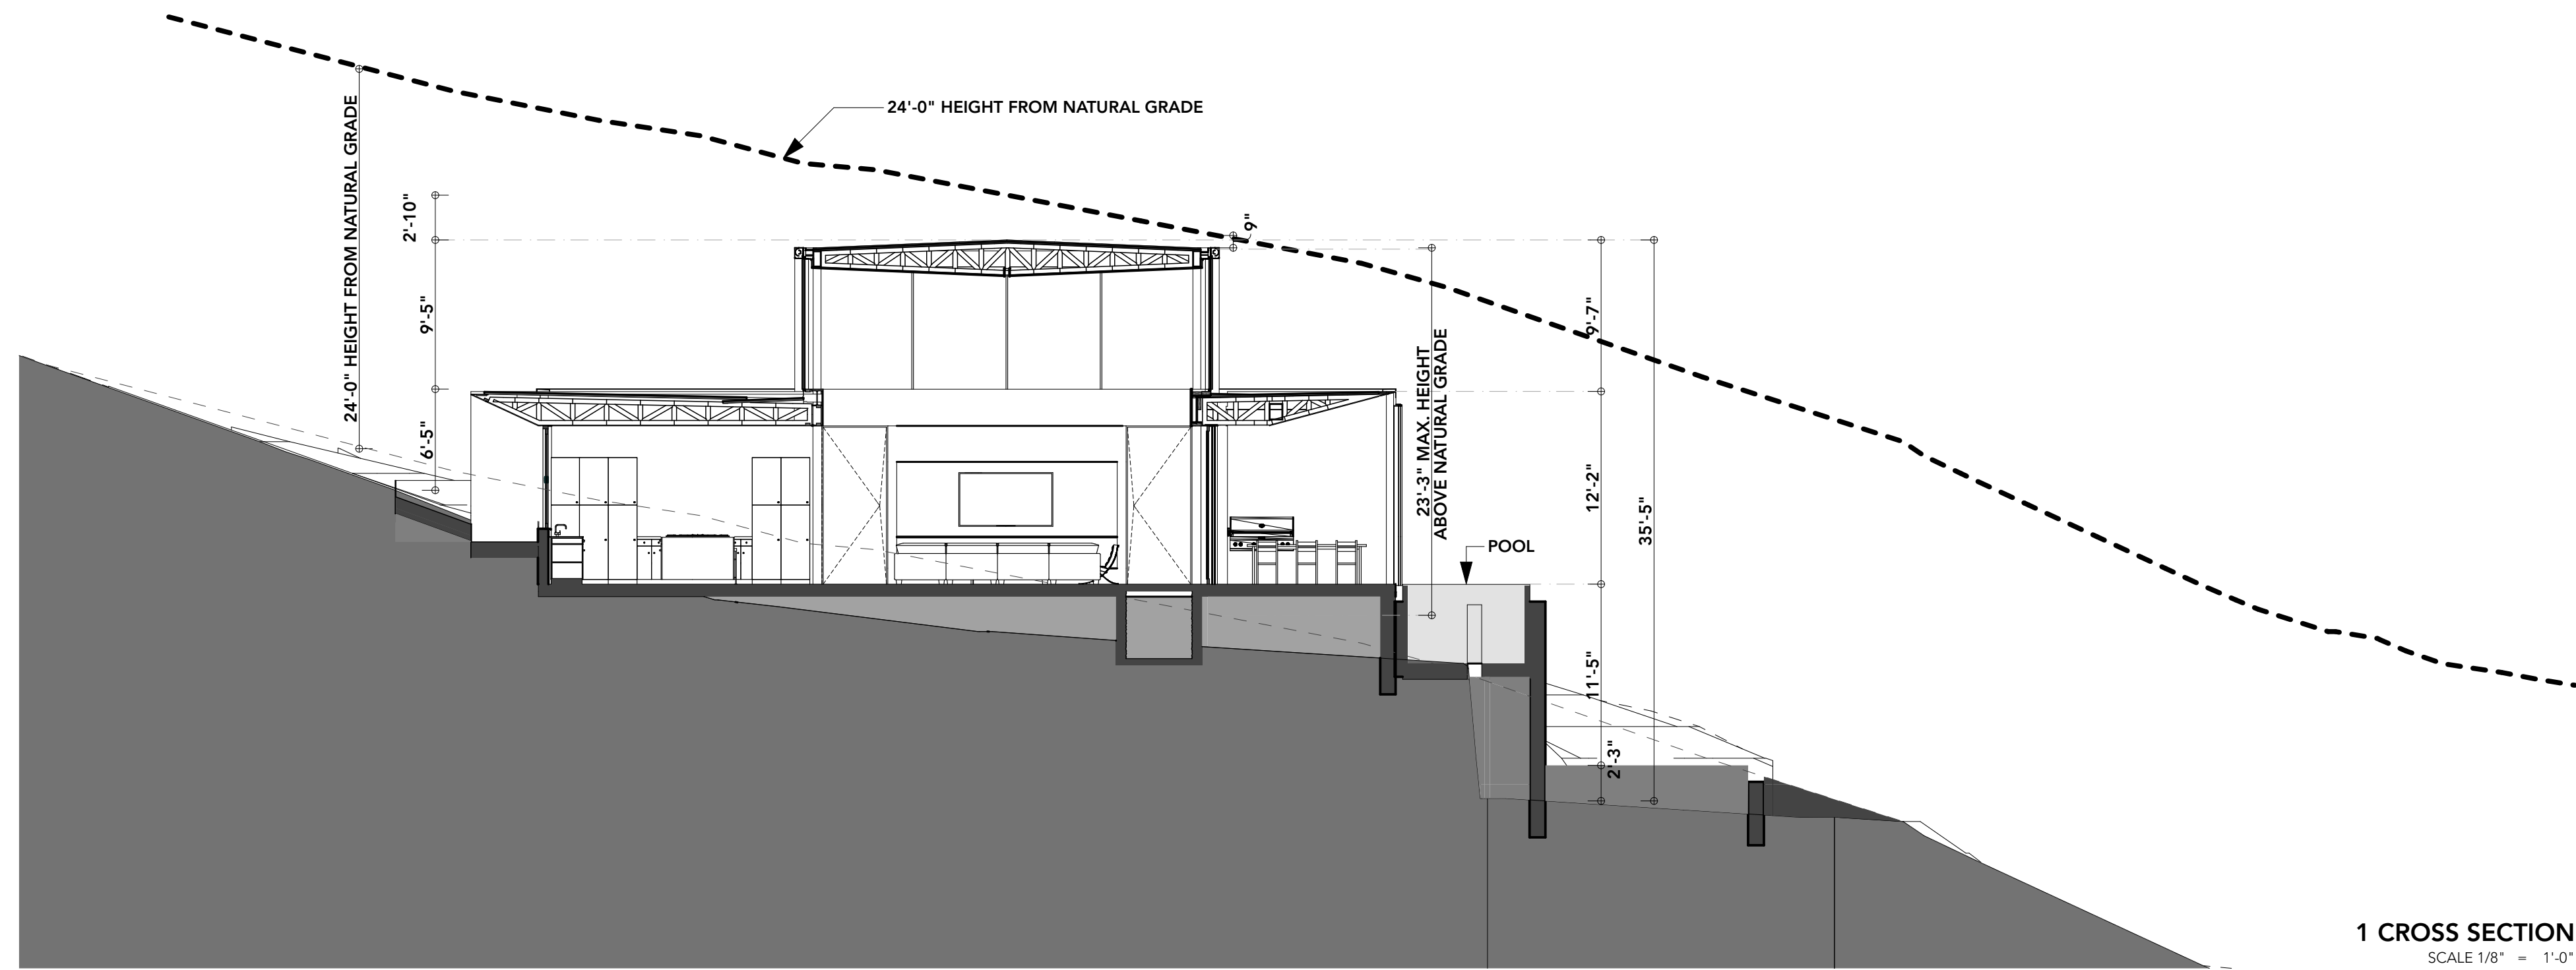 24'-0" HEIGHT FROM NATURAL GRADE
24'-0" HEIGHT FROM NATURAL GRADE
2'-10"
9'-5"
6'-5"
9"
23'-3" MAX. HEIGHT
ABOVE NATURAL GRADE
POOL
9'-7"
12'-2"
11'-5"
2'-3"
35'-5"
1 CROSS SECTION
SCALE 1/8" = 1'-0"